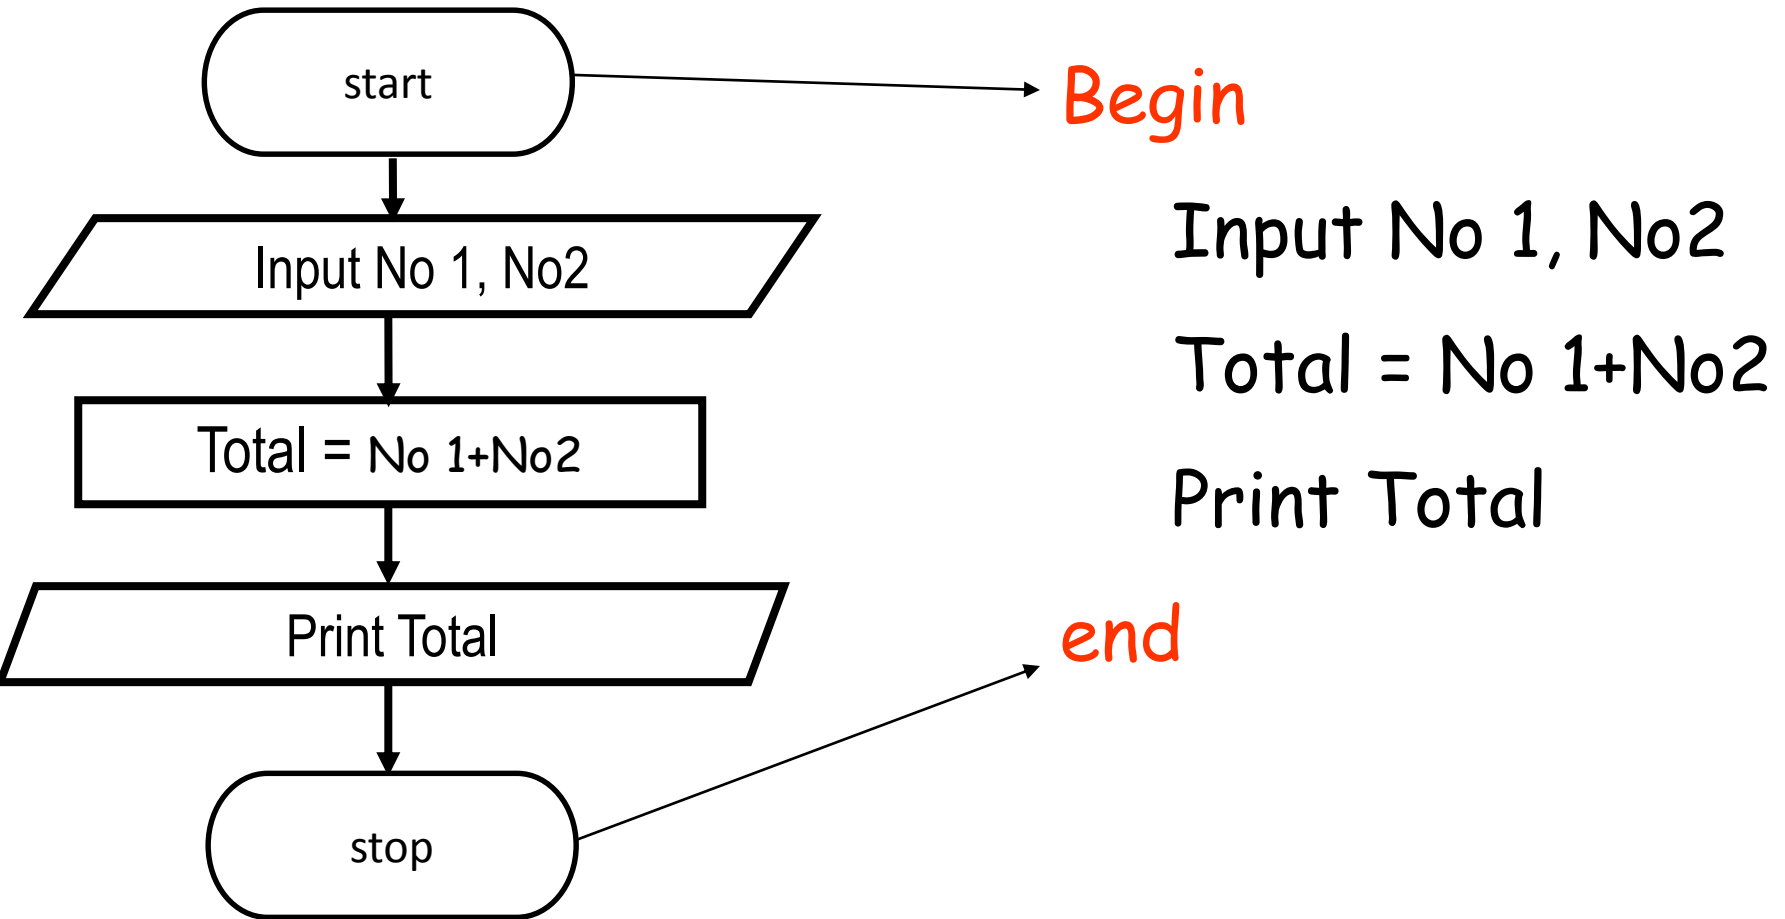 start
Input No 1, No2
Total = No 1+No2
Print Total
stop
Begin
Input No 1, No2
Total = No 1+No2
Print Total
end